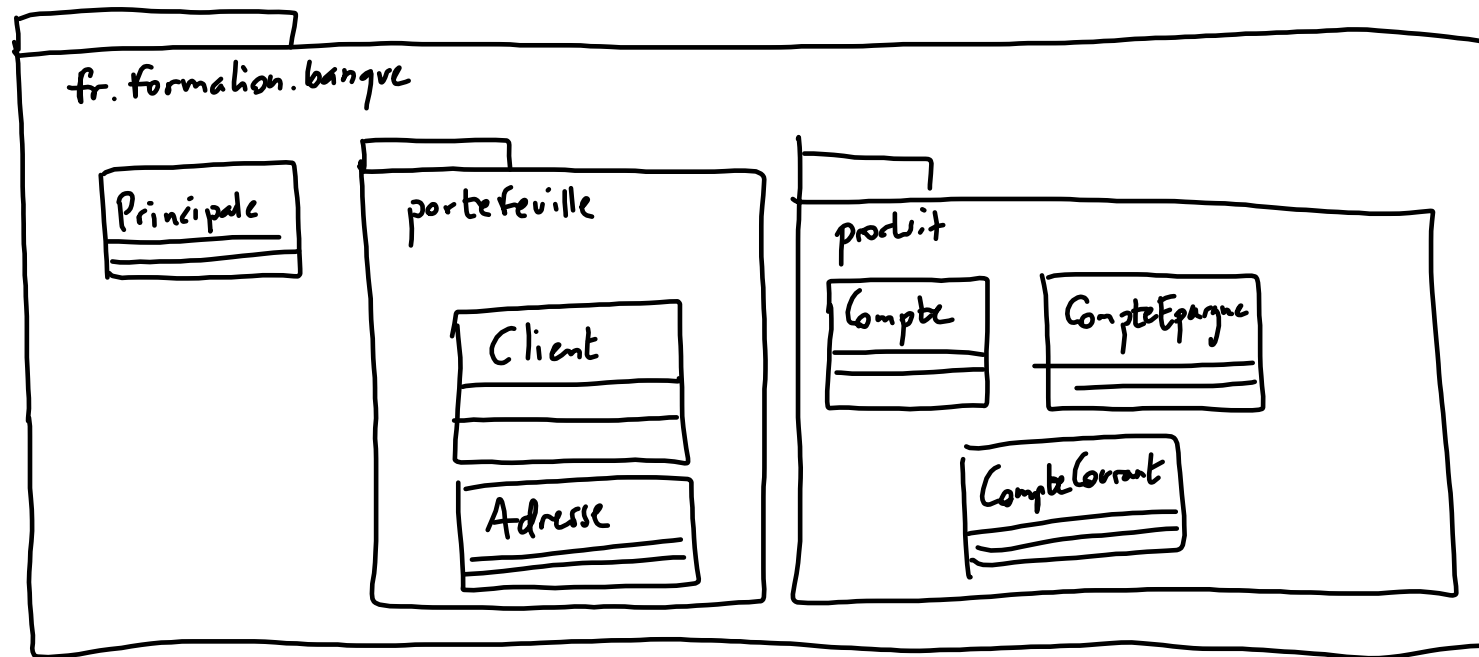 fr.formation.banque
Principale
portefeuille
Client
Adresse
produit
Compte
CompteEpargne
CompteCourant